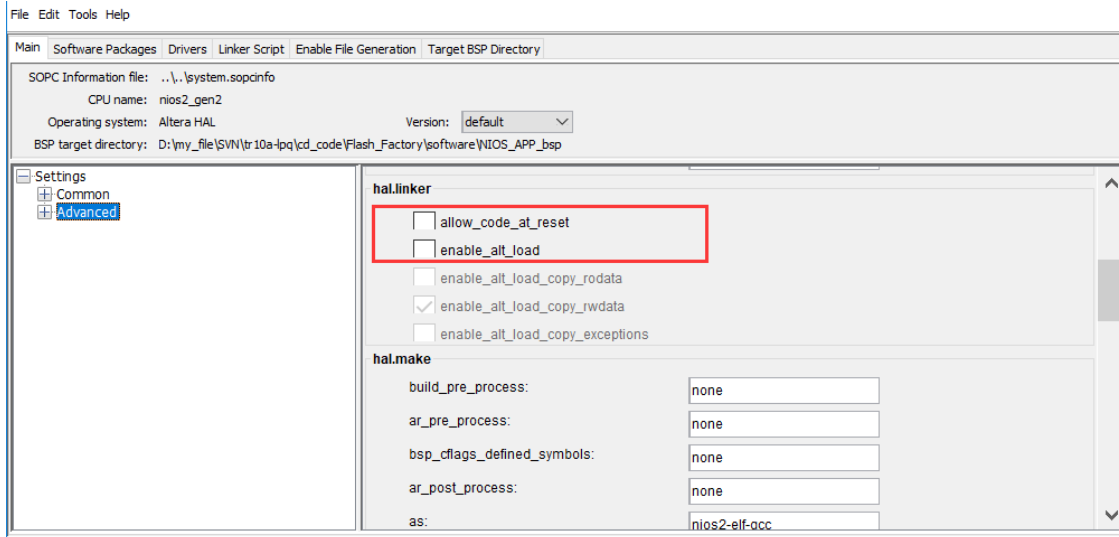 File Edit Tools Help
Main Software Packages Drivers Linker Script Enable File Generation Target BSP Directory
SOPC Information file: ..\..\system.sopcinfo
CPU name: nios2_gen2
Operating system: Altera HAL Version: default
BSP target directory: D:\my_file\SVN\tr10a-lpq\cd_code\Flash_Factory\software\NIOS_APP_bsp
Settings
Common
Advanced
hal.linker
allow_code_at_reset
enable_alt_load
enable_alt_load_copy_rodata
enable_alt_load_copy_rwdata
enable_alt_load_copy_exceptions
hal.make
build_pre_process: none
ar_pre_process: none
bsp_cflags_defined_symbols: none
ar_post_process: none
as: nios2-elf-gcc